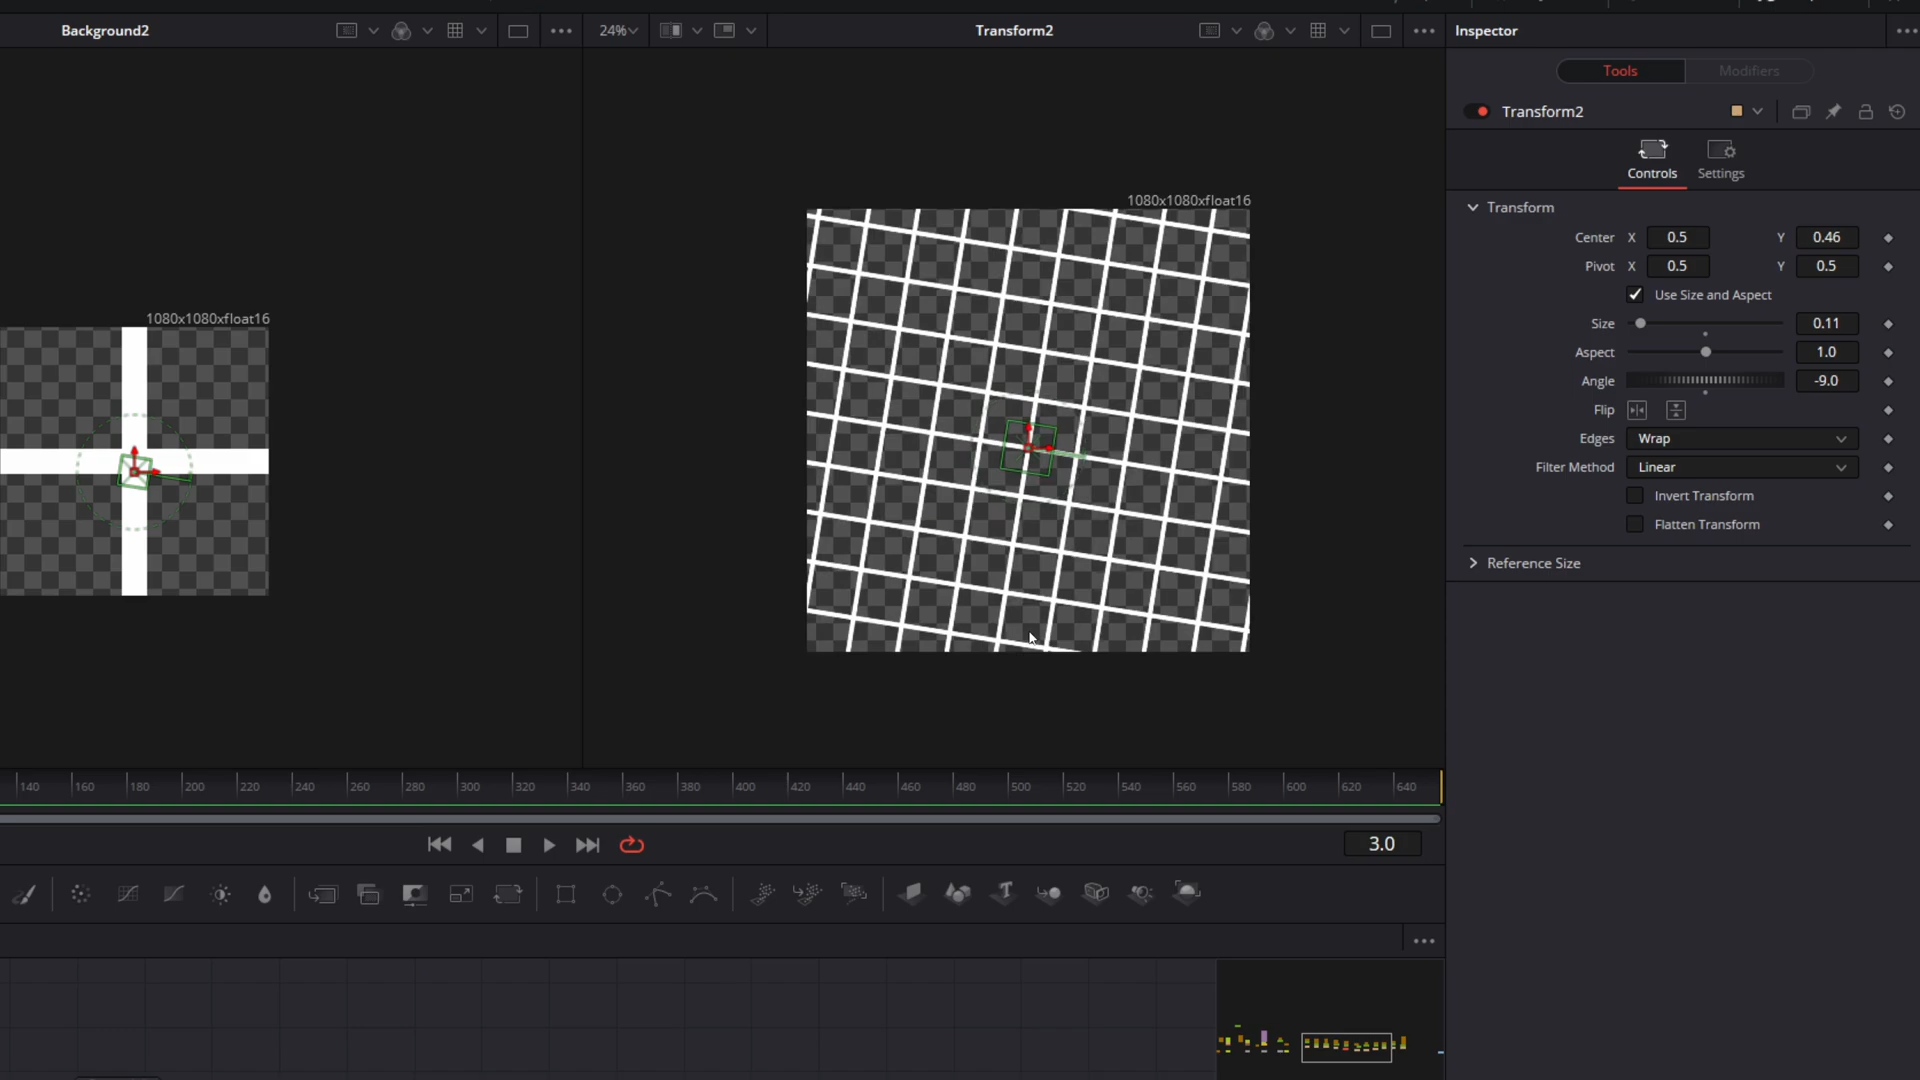 Background2
24%
Transform2
Inspector
Tools
Modifiers
Transform2
Controls
Settings
Transform
Center X 0.5 Y 0.46
Pivot X 0.5 Y 0.5
Use Size and Aspect
Size 0.11
Aspect 1.0
Angle -9.0
Flip
Edges Wrap
Filter Method Linear
Invert Transform
Flatten Transform
Reference Size
1080x1080xfloat16
1080x1080xfloat16
140 160 180 200 220 240 260 280 300 320 340 360 380 400 420 440 460 480 500 520 540 560 580 600 620 640
3.0